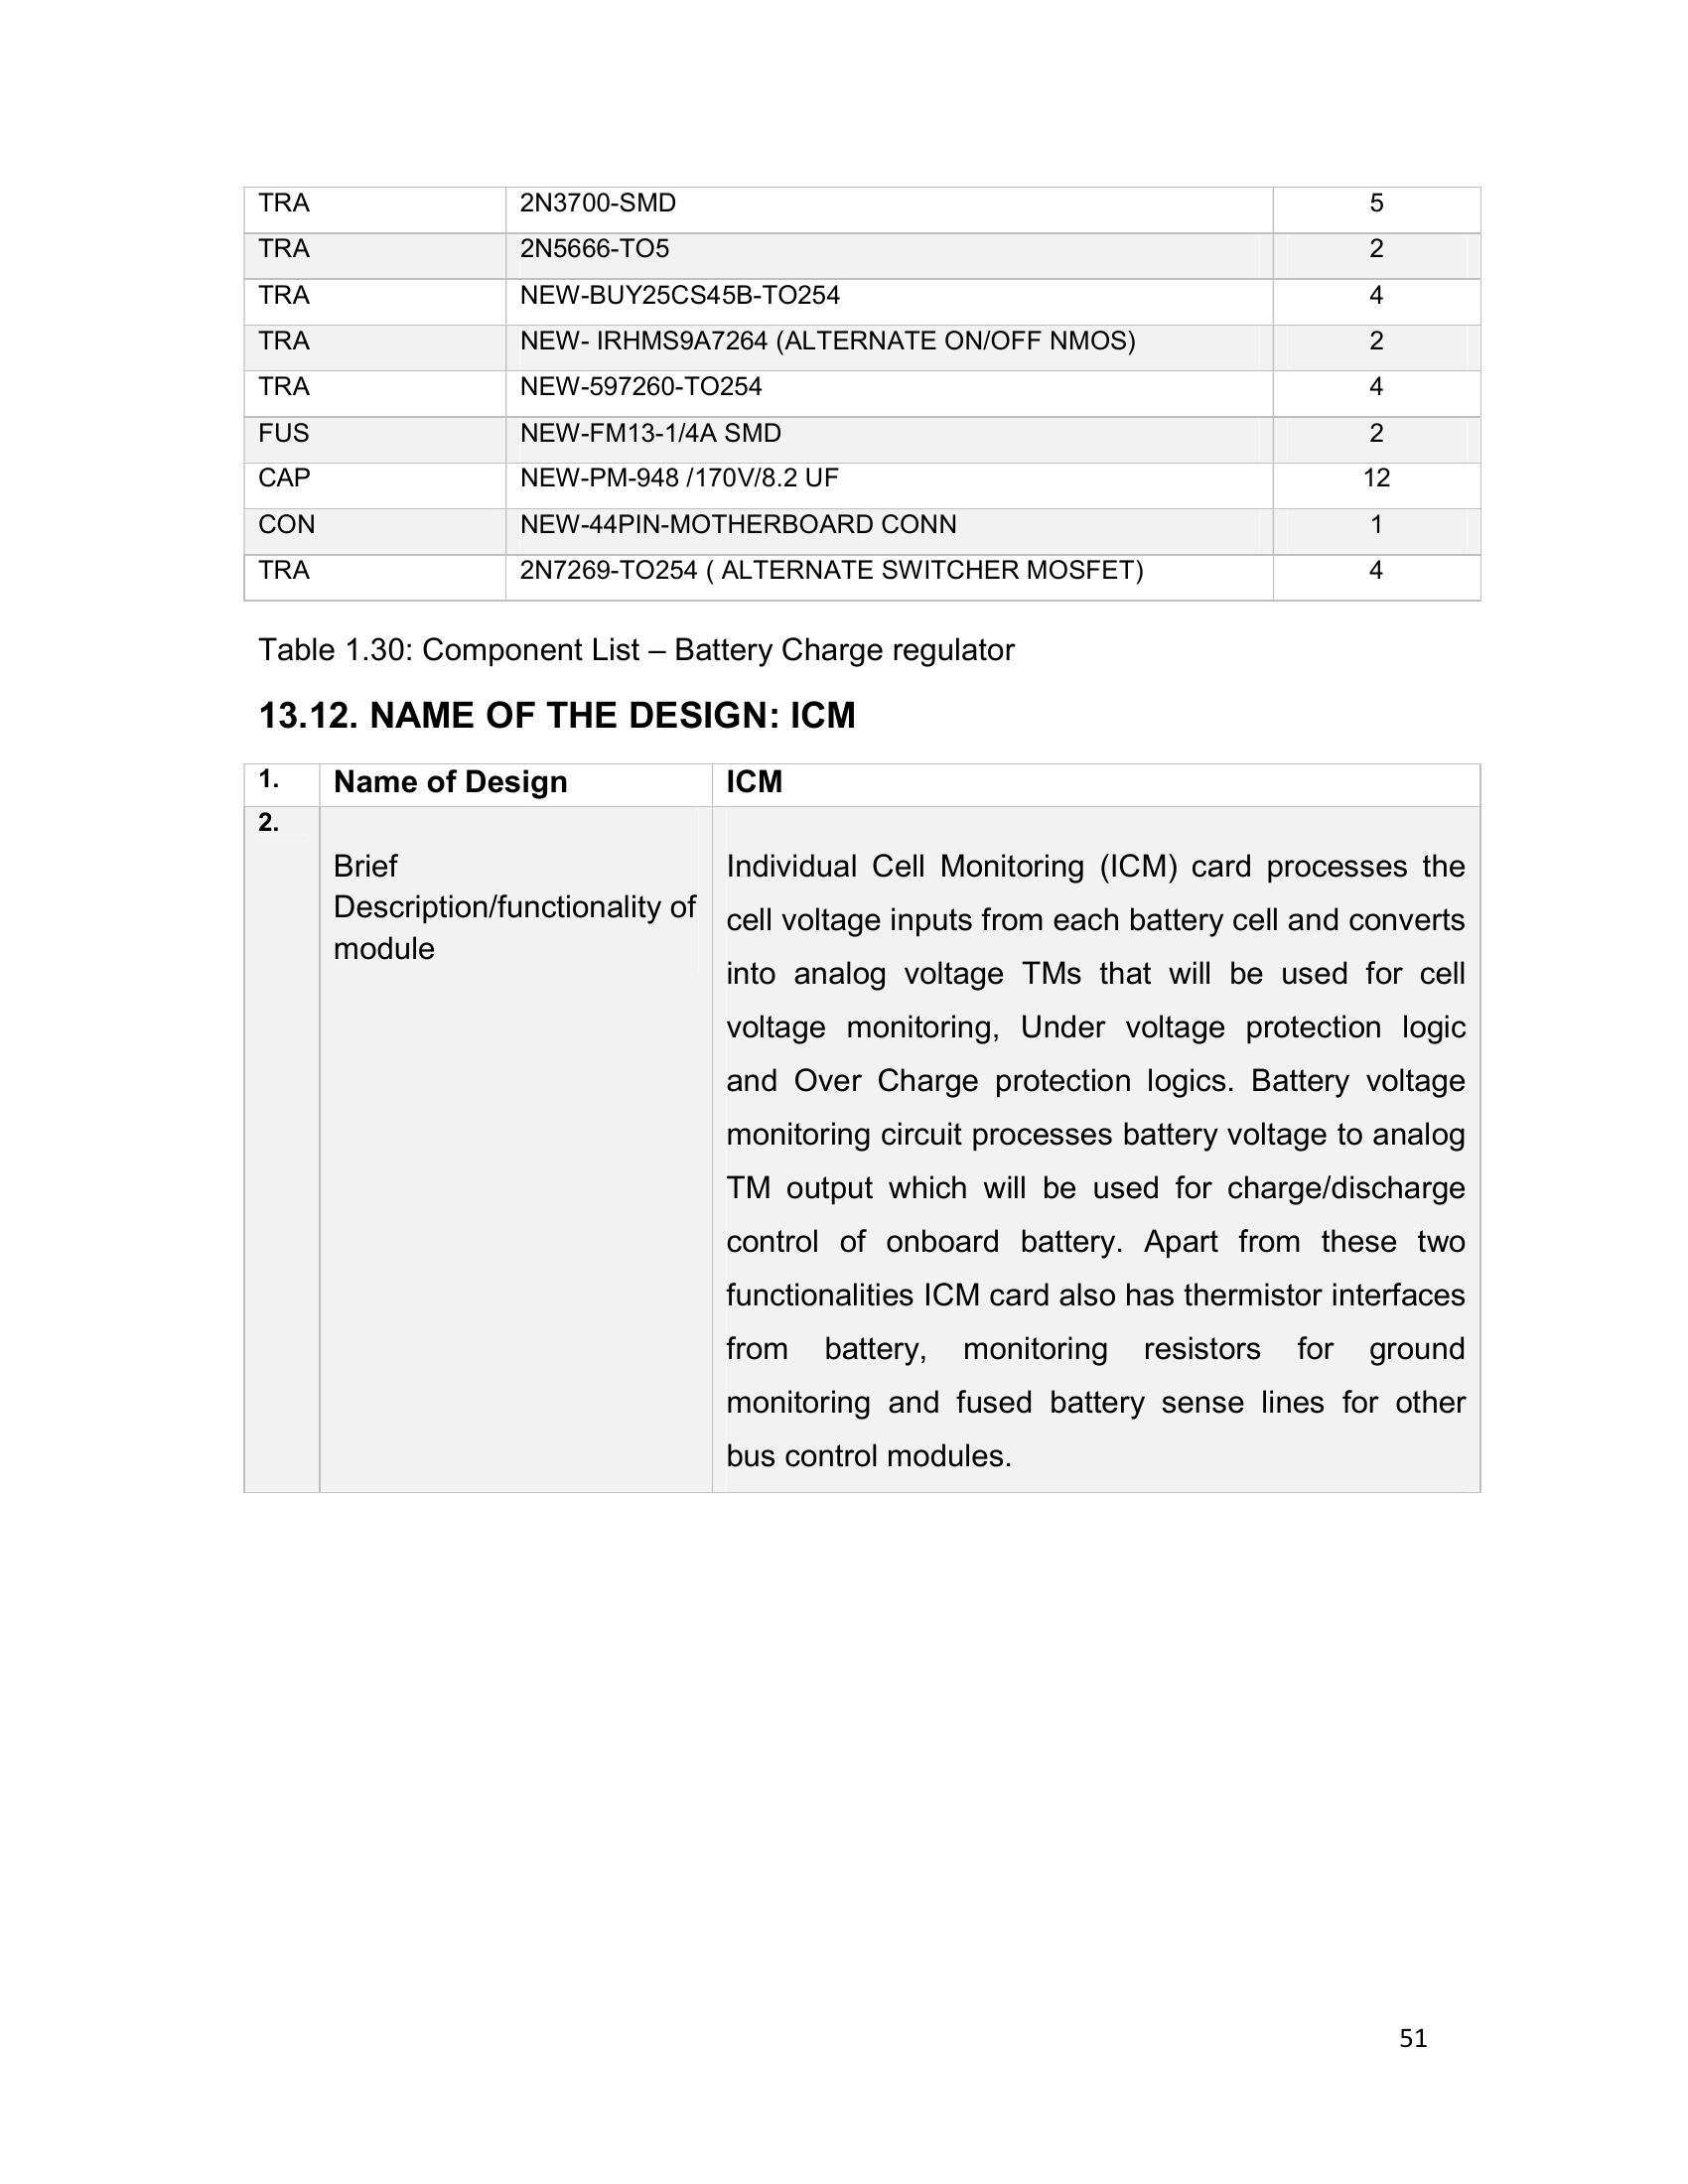 TRA 2N3700-SMD 5
TRA 2N5666-TO5 2
TRA NEW-BUY25CS45B-TO254 4
TRA NEW- IRHMS9A7264 (ALTERNATE ON/OFF NMOS) 2
TRA NEW-597260-TO254 4
FUS NEW-FM13-1/4A SMD 2
CAP NEW-PM-948 /170V/8.2 UF 12
CON NEW-44PIN-MOTHERBOARD CONN 1
TRA 2N7269-TO254 ( ALTERNATE SWITCHER MOSFET) 4
Table 1.30: Component List – Battery Charge regulator
13.12. NAME OF THE DESIGN: ICM
1. Name of Design ICM
2.
Brief
Description/functionality of
module
Individual Cell Monitoring (ICM) card processes the
cell voltage inputs from each battery cell and converts
into analog voltage TMs that will be used for cell
voltage monitoring, Under voltage protection logic
and Over Charge protection logics. Battery voltage
monitoring circuit processes battery voltage to analog
TM output which will be used for charge/discharge
control of onboard battery. Apart from these two
functionalities ICM card also has thermistor interfaces
from battery, monitoring resistors for ground
monitoring and fused battery sense lines for other
bus control modules.
51